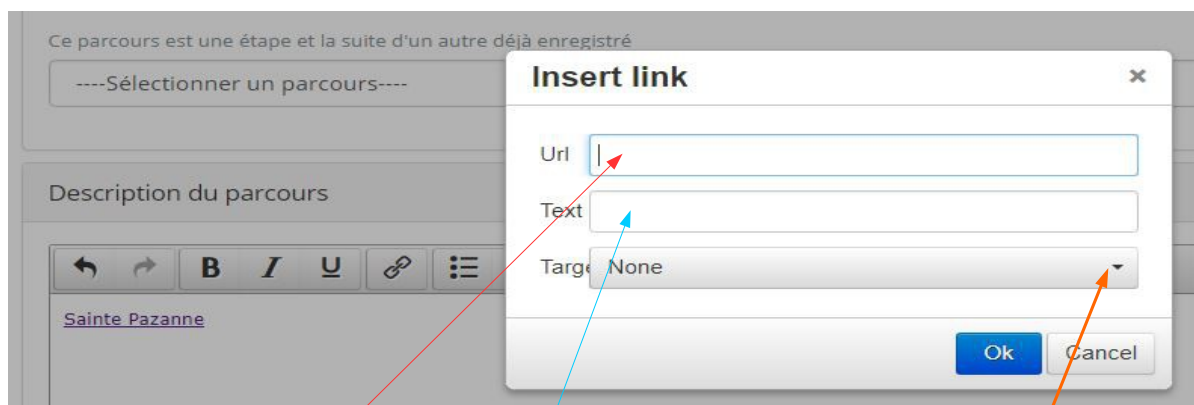 Ce parcours est une étape et la suite d'un autre déjà enregistré
----Sélectionner un parcours----
Insert link
×
Url
Text
Description du parcours
B I U
Targe None
Sainte Pazanne
Ok Cancel